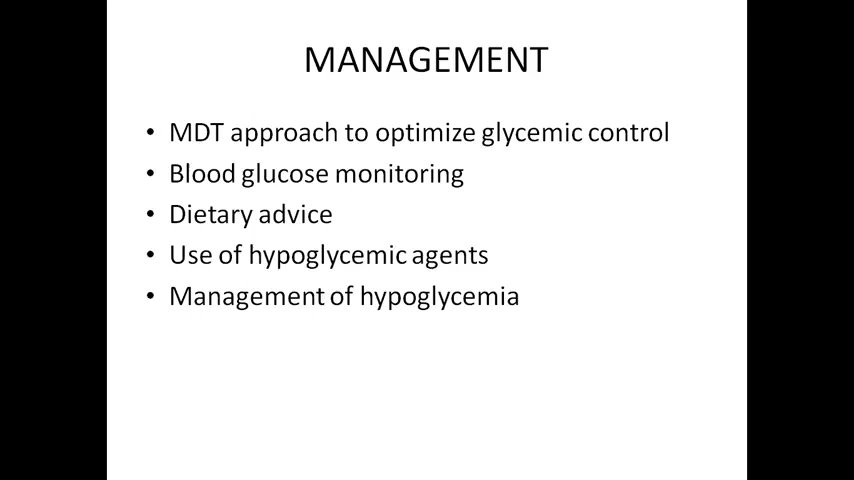 MANAGEMENT
• MDT approach to optimize glycemic control
• Blood glucose monitoring
• Dietary advice
• Use of hypoglycemic agents
• Management of hypoglycemia